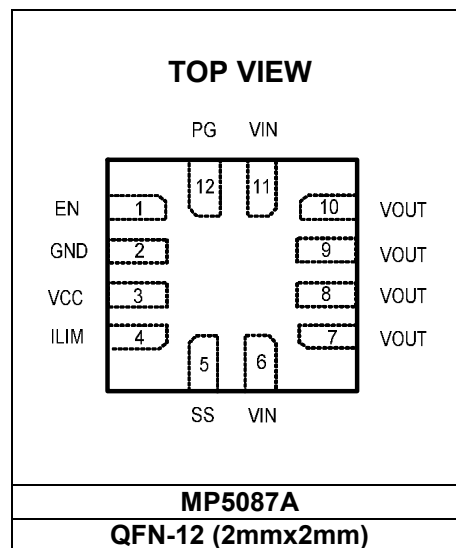 TOP VIEW
PG VIN
12 11
EN 1 10 VOUT
GND 2 9 VOUT
VCC 3 8 VOUT
ILIM 4 7 VOUT
5 6
SS VIN
MP5087A
QFN-12 (2mmx2mm)